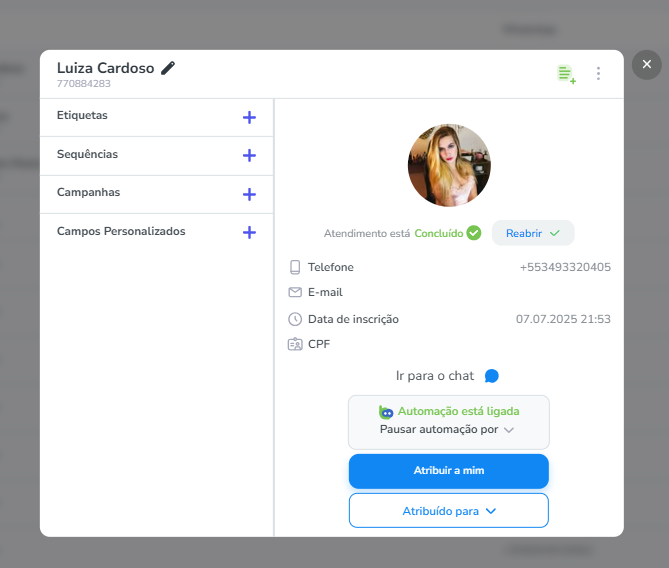 Luiza Cardoso
770884283
Etiquetas
Sequências
Campanhas
Campos Personalizados
Atendimento está Concluído
Reabrir
Telefone +553493320405
E-mail
Data de inscrição 07.07.2025 21:53
CPF
Ir para o chat
Automação está ligada
Pausar automação por
Atribuir a mim
Atribuído para